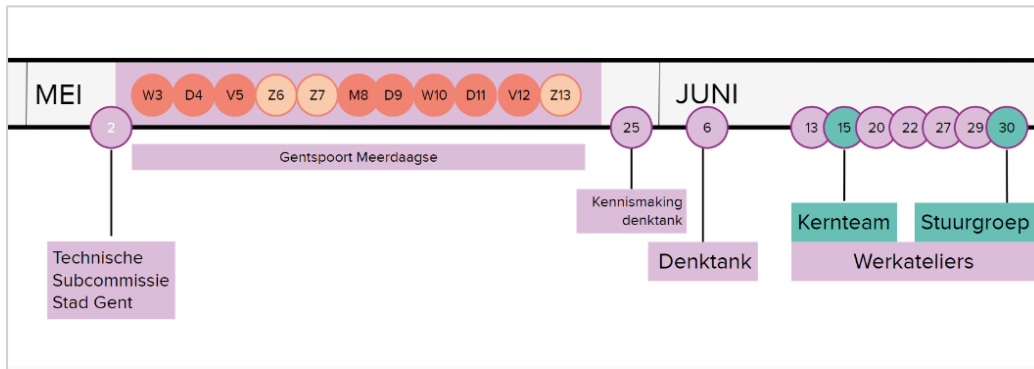 MEI
W3 D4 V5 Z6 Z7 M8 D9 W10 D11 V12 Z13
JUNI
2
25
6
13 15 20 22 27 29 30
Gentspoort Meerdaagse
Kennismaking
denktank
Technische
Subcommissie
Stad Gent
Denktank
Kernteam
Stuurgroep
Werkateliers